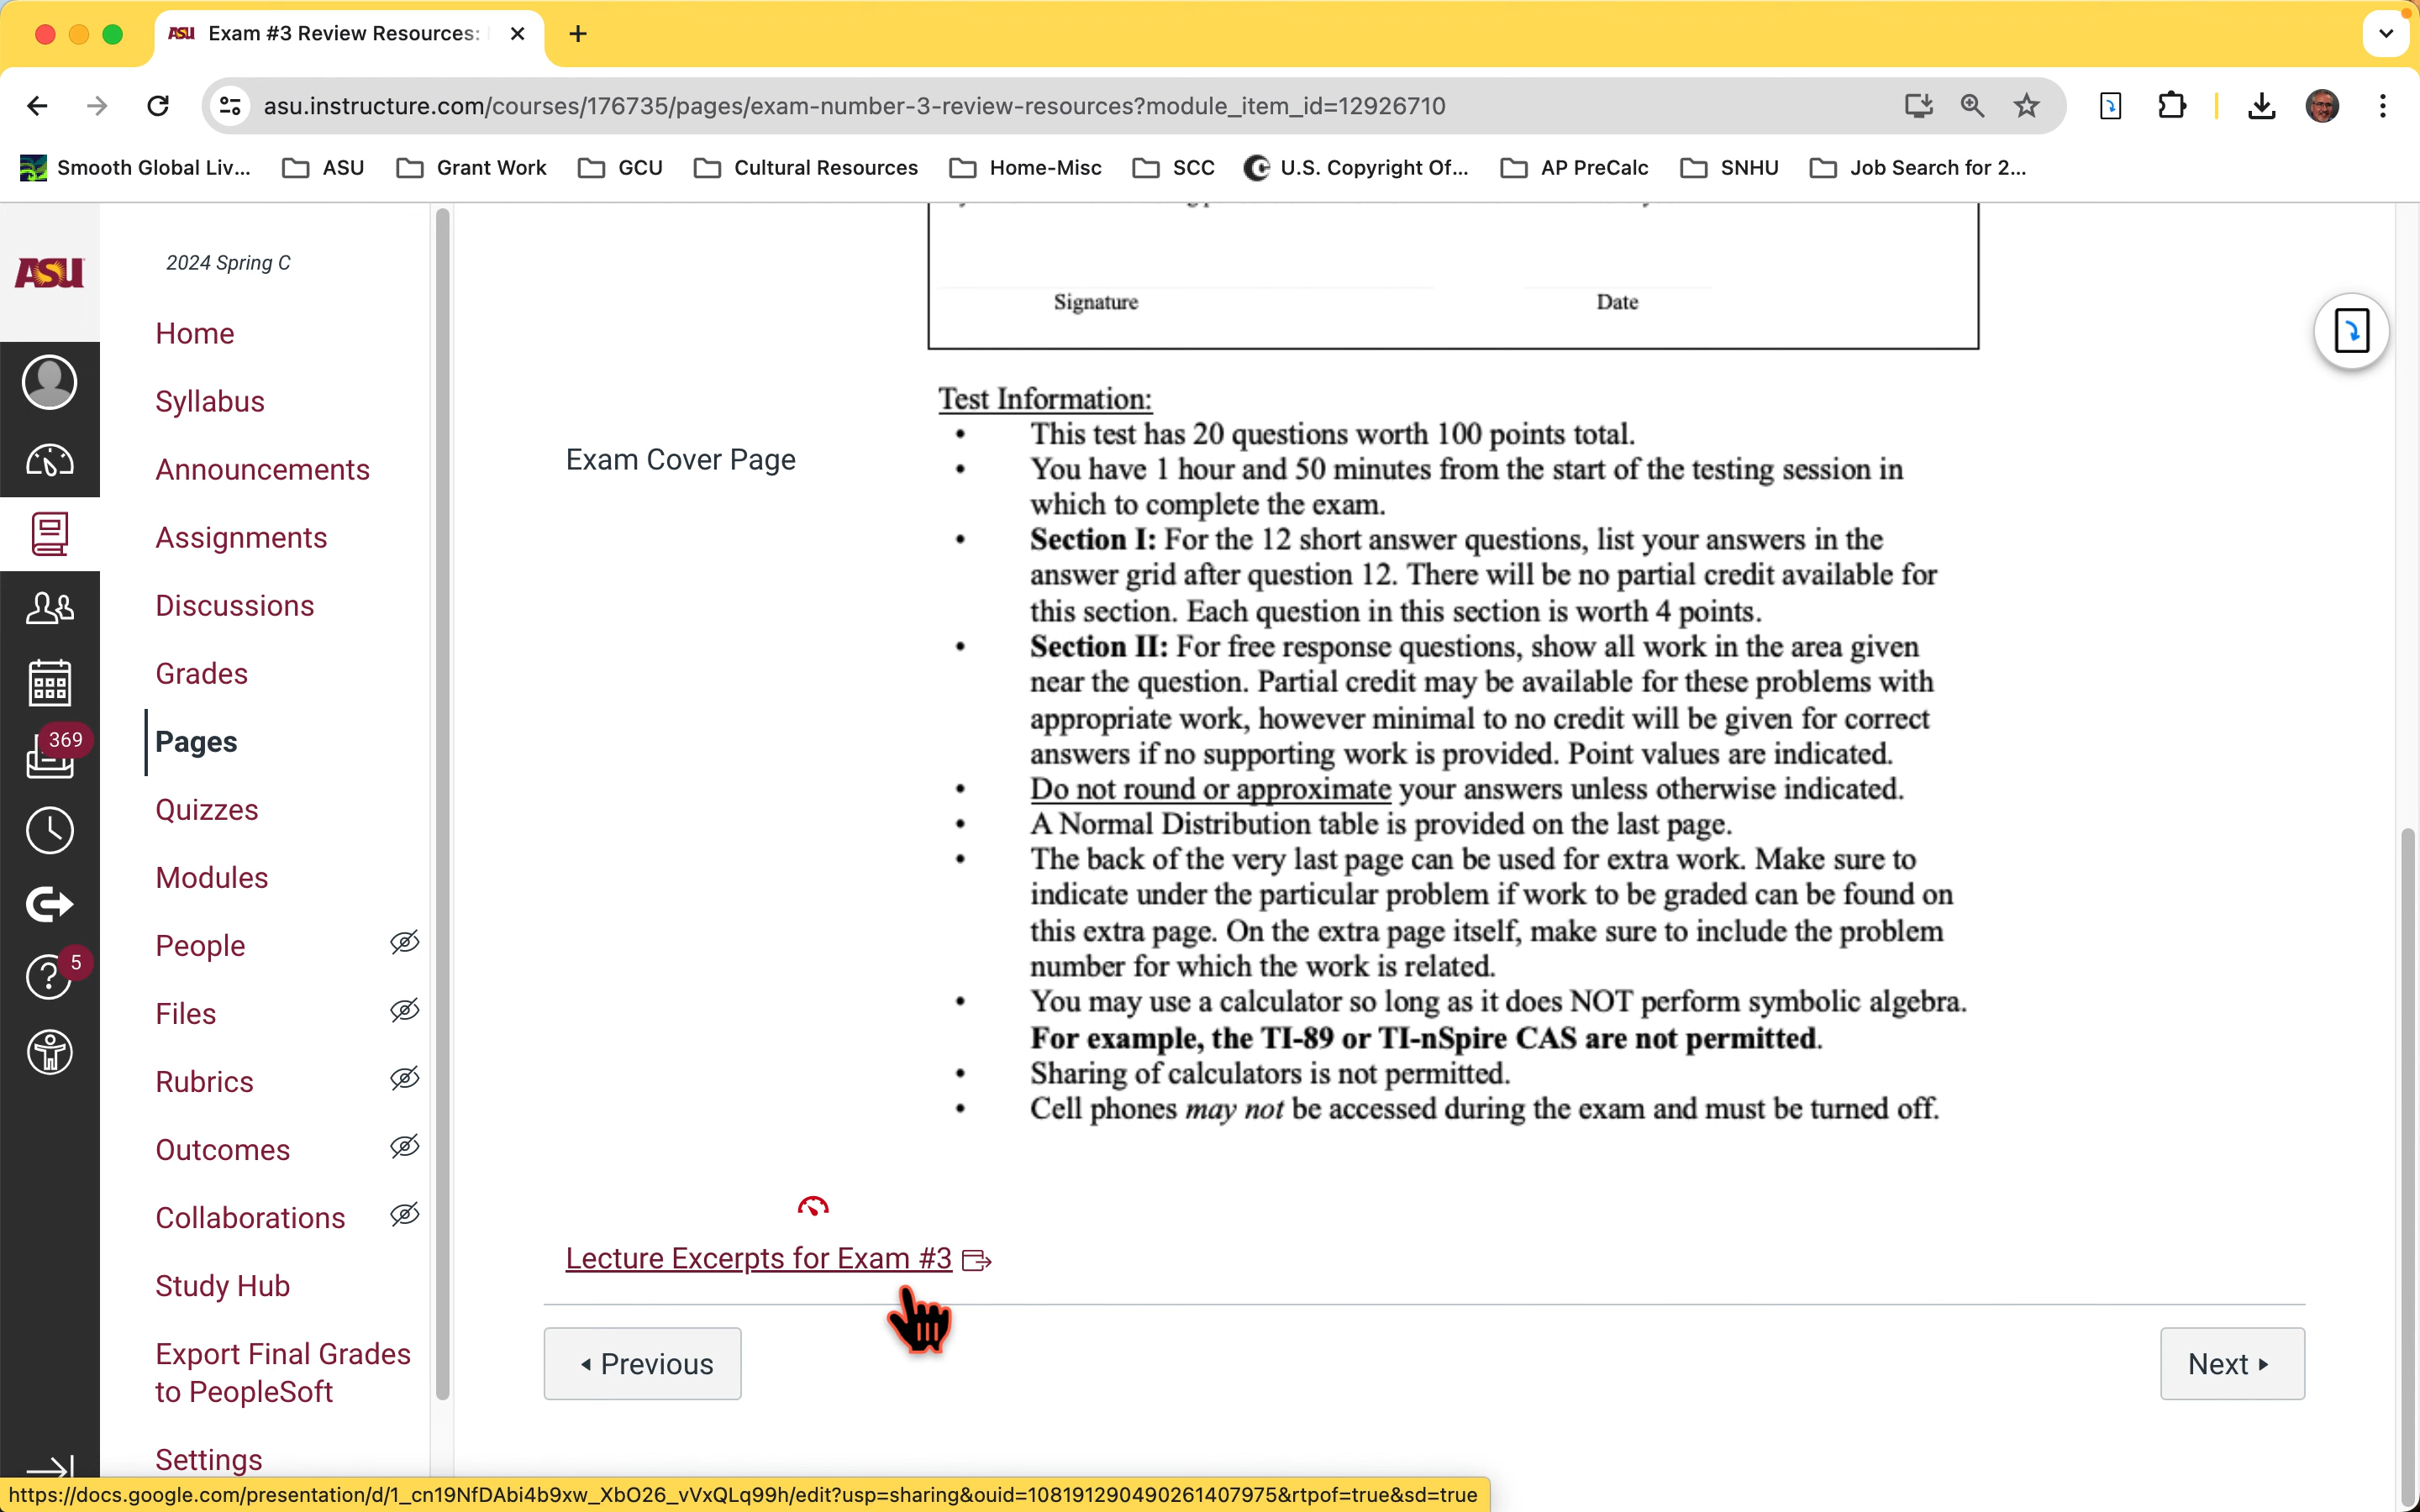 ASU Exam #3 Review Resources:
asu.instructure.com/courses/176735/pages/exam-number-3-review-resources?module_item_id=12926710
Smooth Global Liv... ASU Grant Work GCU Cultural Resources Home-Misc SCC U.S. Copyright Of... AP PreCalc SNHU Job Search for 2...
ASU
369
5
2024 Spring C
Home
Syllabus
Announcements
Assignments
Discussions
Grades
Pages
Quizzes
Modules
People
Files
Rubrics
Outcomes
Collaborations
Study Hub
Export Final Grades
to PeopleSoft
Settings
Signature Date
Exam Cover Page
Test Information:
• This test has 20 questions worth 100 points total.
• You have 1 hour and 50 minutes from the start of the testing session in
which to complete the exam.
• Section I: For the 12 short answer questions, list your answers in the
answer grid after question 12. There will be no partial credit available for
this section. Each question in this section is worth 4 points.
• Section II: For free response questions, show all work in the area given
near the question. Partial credit may be available for these problems with
appropriate work, however minimal to no credit will be given for correct
answers if no supporting work is provided. Point values are indicated.
• Do not round or approximate your answers unless otherwise indicated.
• A Normal Distribution table is provided on the last page.
• The back of the very last page can be used for extra work. Make sure to
indicate under the particular problem if work to be graded can be found on
this extra page. On the extra page itself, make sure to include the problem
number for which the work is related.
• You may use a calculator so long as it does NOT perform symbolic algebra.
For example, the TI-89 or TI-nSpire CAS are not permitted.
• Sharing of calculators is not permitted.
• Cell phones may not be accessed during the exam and must be turned off.
Lecture Excerpts for Exam #3
Previous
Next
https://docs.google.com/presentation/d/1_cn19NfDAbi4b9xw_XbO26_vVxQLq99h/edit?usp=sharing&ouid=108191290490261407975&rtpof=true&sd=true